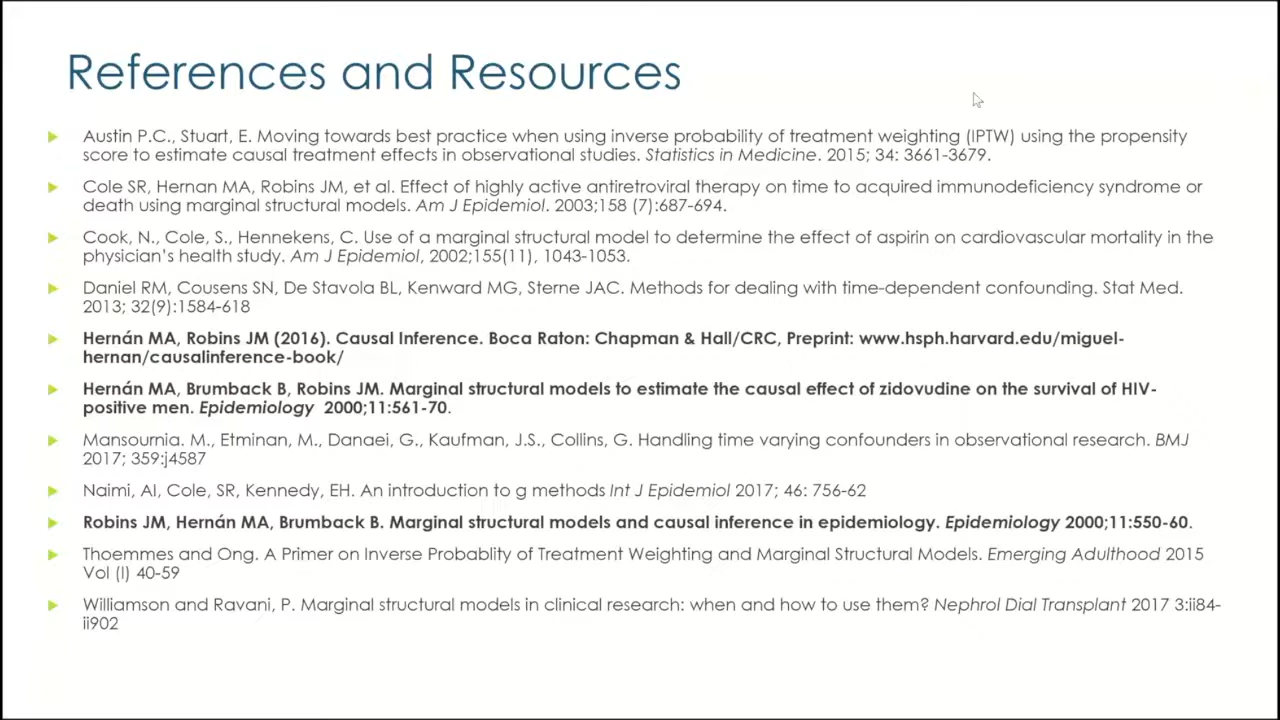 References and Resources
Austin P.C., Stuart, E. Moving towards best practice when using inverse probability of treatment weighting (IPTW) using the propensity
score to estimate causal treatment effects in observational studies. Statistics in Medicine. 2015; 34: 3661-3679.
Cole SR, Hernan MA, Robins JM, et al. Effect of highly active antiretroviral therapy on time to acquired immunodeficiency syndrome or
death using marginal structural models. Am J Epidemiol. 2003;158 (7):687-694.
Cook, N., Cole, S., Hennekens, C. Use of a marginal structural model to determine the effect of aspirin on cardiovascular mortality in the
physician's health study. Am J Epidemiol, 2002;155(11), 1043-1053.
Daniel RM, Cousens SN, De Stavola BL, Kenward MG, Sterne JAC. Methods for dealing with time-dependent confounding. Stat Med.
2013; 32(9):1584-618
Hernán MA, Robins JM (2016). Causal Inference. Boca Raton: Chapman & Hall/CRC, Preprint: www.hsph.harvard.edu/miguel-
hernan/causalinference-book/
Hernán MA, Brumback B, Robins JM. Marginal structural models to estimate the causal effect of zidovudine on the survival of HIV-
positive men. Epidemiology 2000;11:561-70.
Mansournia. M., Etminan, M., Danaei, G., Kaufman, J.S., Collins, G. Handling time varying confounders in observational research. BMJ
2017; 359:j4587
Naimi, AI, Cole, SR, Kennedy, EH. An introduction to g methods Int J Epidemiol 2017; 46: 756-62
Robins JM, Hernán MA, Brumback B. Marginal structural models and causal inference in epidemiology. Epidemiology 2000;11:550-60.
Thoemmes and Ong. A Primer on Inverse Probablity of Treatment Weighting and Marginal Structural Models. Emerging Adulthood 2015
Vol (I) 40-59
Williamson and Ravani, P. Marginal structural models in clinical research: when and how to use them? Nephrol Dial Transplant 2017 3:ii84-
ii902